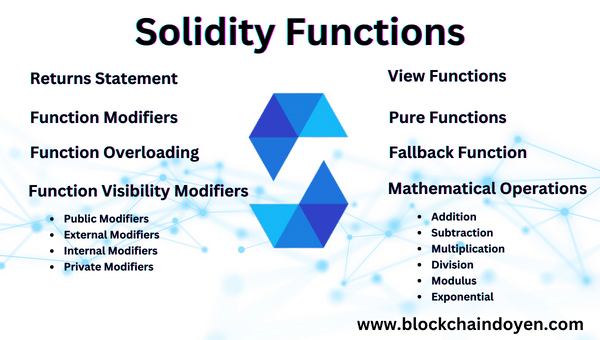 Solidity Functions
Returns Statement
Function Modifiers
Function Overloading
Function Visibility Modifiers
Public Modifiers
External Modifiers
Internal Modifiers
Private Modifiers
View Functions
Pure Functions
Fallback Function
Mathematical Operations
Addition
Subtraction
Multiplication
Division
Modulus
Exponential
www.blockchaindoyen.com